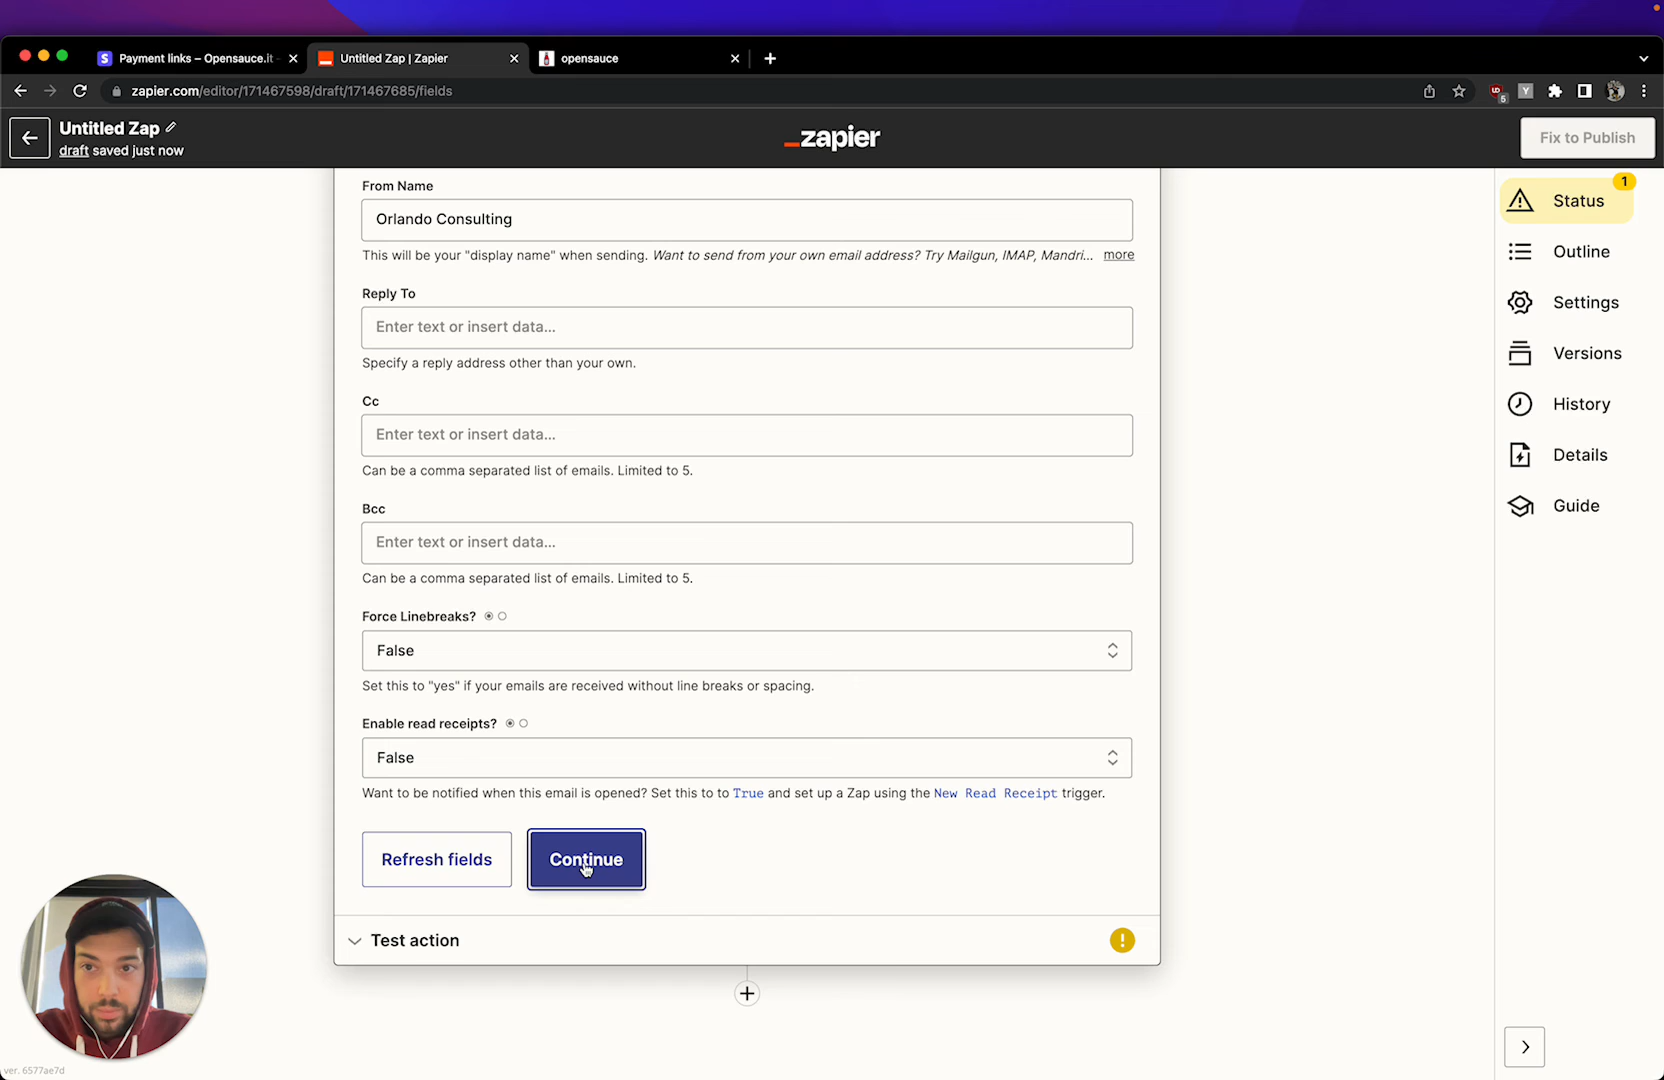 Payment links – Opensauce.it
Untitled Zap | Zapier
opensauce
zapier.com/editor/171467598/draft/171467685/fields
5
Y
Untitled Zap
draft saved just now
_zapier
Fix to Publish
From Name
Orlando Consulting
This will be your "display name" when sending. Want to send from your own email address? Try Mailgun, IMAP, Mandri... more
Reply To
Enter text or insert data...
Specify a reply address other than your own.
Cc
Enter text or insert data...
Can be a comma separated list of emails. Limited to 5.
Bcc
Enter text or insert data...
Can be a comma separated list of emails. Limited to 5.
Force Linebreaks?
False
Set this to "yes" if your emails are received without line breaks or spacing.
Enable read receipts?
False
Want to be notified when this email is opened? Set this to to True and set up a Zap using the New Read Receipt trigger.
Refresh fields
Continue
Test action
1
Status
Outline
Settings
Versions
History
Details
Guide
ver. 6577ae7d